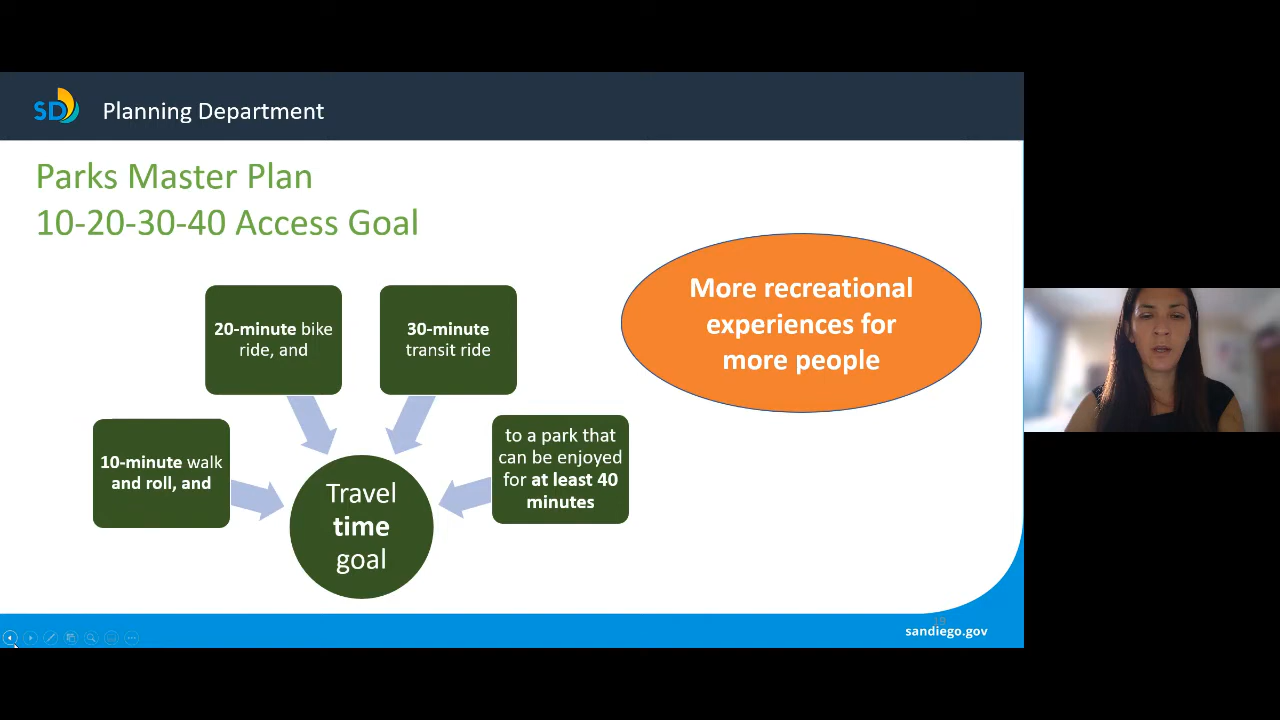 SD
Planning Department
Parks Master Plan
10-20-30-40 Access Goal
More recreational
experiences for
more people
20-minute bike
ride, and
30-minute
transit ride
10-minute walk
and roll, and
to a park that
can be enjoyed
for at least 40
minutes
Travel
time
goal
19
sandiego.gov